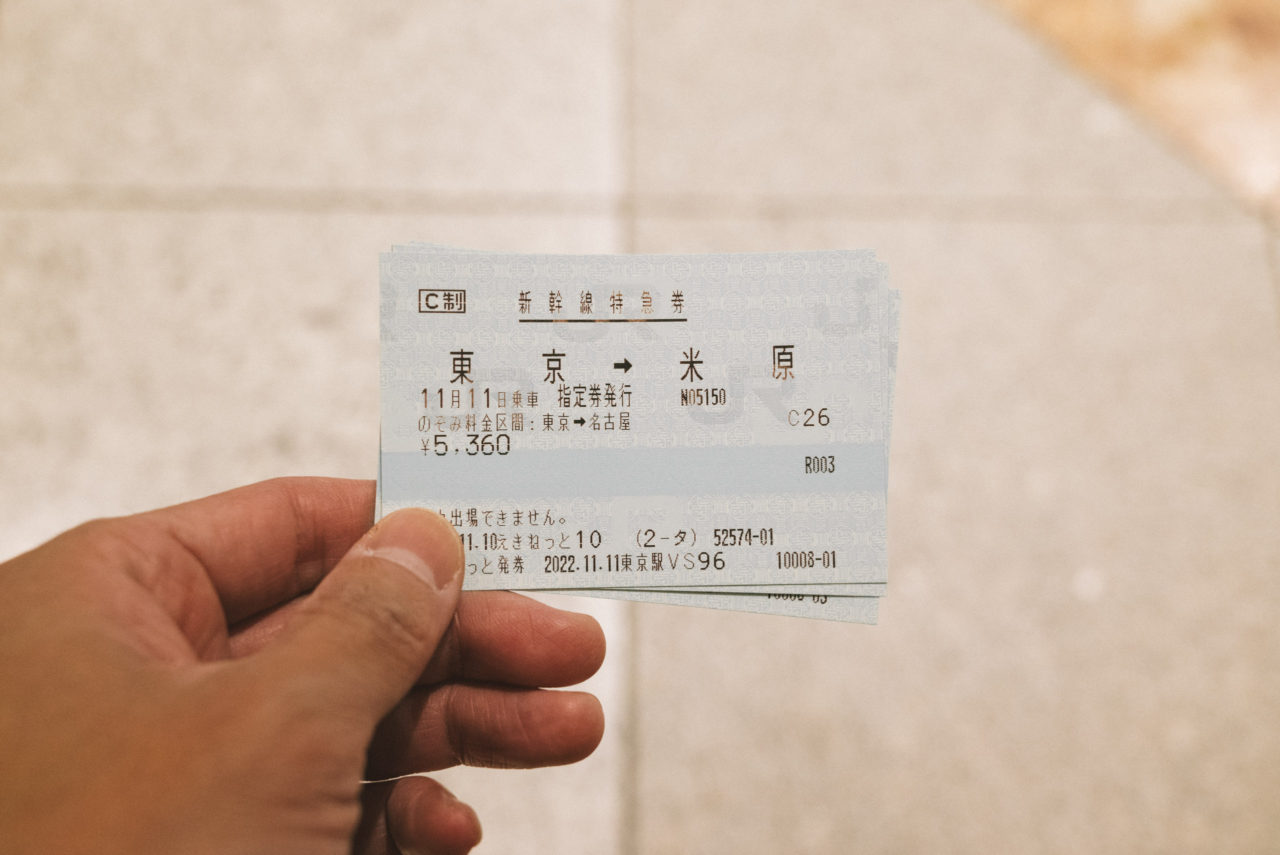 C制 新幹線特急券
東京➡米原
11月11日乗車 指定券発行 N05150
C26
のぞみ料金区間:東京➡名古屋
¥5,360
R003
出場できません。
11.10えきねっと10 (2-タ) 52574-01
っと発券 2022.11.11東京駅VS96 10008-01